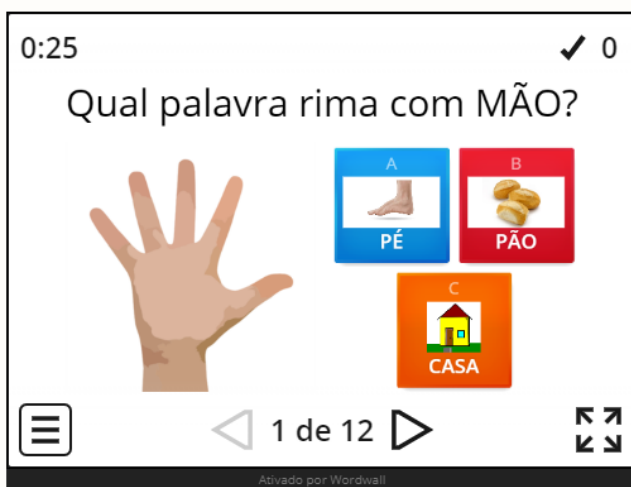 0:25
✓ 0
Qual palavra rima com MÃO?
A
PÉ
B
PÃO
C
CASA
1 de 12
Ativado por Wordwall